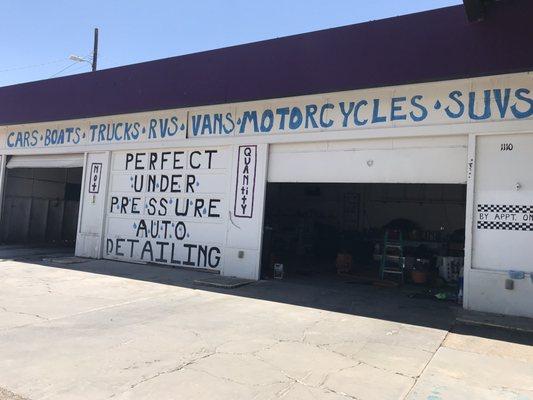 CARS • BOATS • TRUCKS • RVS • VANS • MOTORCYCLES • SUVS
NOT
PERFECT
UNDER
PRESSURE
AUTO
DETAILING
QUANTITY
1110
BY APPT. ON